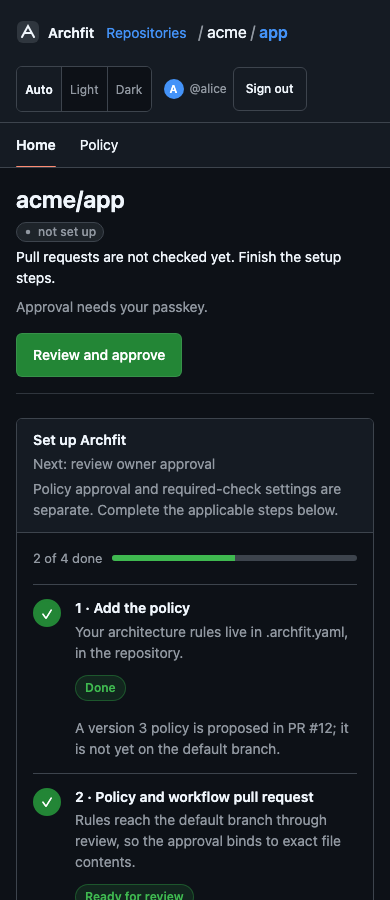 Archfit Repositories / acme / app
Auto Light Dark A @alice Sign out
Home Policy
acme/app
not set up
Pull requests are not checked yet. Finish the setup
steps.
Approval needs your passkey.
Review and approve
Set up Archfit
Next: review owner approval
Policy approval and required-check settings are
separate. Complete the applicable steps below.
2 of 4 done
1 · Add the policy
Your architecture rules live in .archfit.yaml,
in the repository.
Done
A version 3 policy is proposed in PR #12; it
is not yet on the default branch.
2 · Policy and workflow pull request
Rules reach the default branch through
review, so the approval binds to exact file
contents.
Ready for review